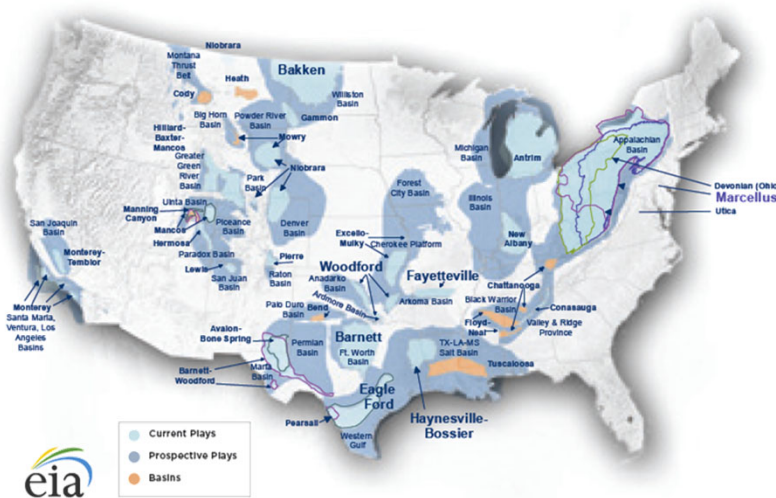 Niobrara
Montana
Thrust
Belt
Cody
Heath
Bakken
Williston
Basin
Gammon
Big Horn
Basin
Powder River
Basin
Mowry
Hilliard-
Baxter-
Mancos
Greater
Green
River
Basin
Park
Basin
Niobrara
Manning
Canyon
Uinta Basin
Mancos
Piceance
Basin
Hermosa
Paradox Basin
Lewis
San Juan
Basin
Denver
Basin
Pierre
Raton
Basin
San Joaquin
Basin
Monterey-
Temblor
Monterey
Santa Maria,
Ventura, Los
Angeles
Basins
Forest
City Basin
Excello-
Mulky
Cherokee Platform
Woodford
Anadarko
Basin
Ardmore Basin
Arkoma Basin
Fayetteville
Palo Duro
Basin
Bend
Avalon-
Bone Spring
Permian
Basin
Barnett
Ft. Worth
Basin
Barnett-
Woodford
Marfa
Basin
Eagle
Ford
Pearsall
Western
Gulf
Haynesville-
Bossier
TX-LA-MS
Salt Basin
Tuscaloosa
Black Warrior
Basin
Floyd-
Neal
Chattanooga
Conasauga
Valley & Ridge
Province
Michigan
Basin
Antrim
Illinois
Basin
New
Albany
Appalachian
Basin
Devonian (Ohio
Marcellus
Utica
Current Plays
Prospective Plays
Basins
eia